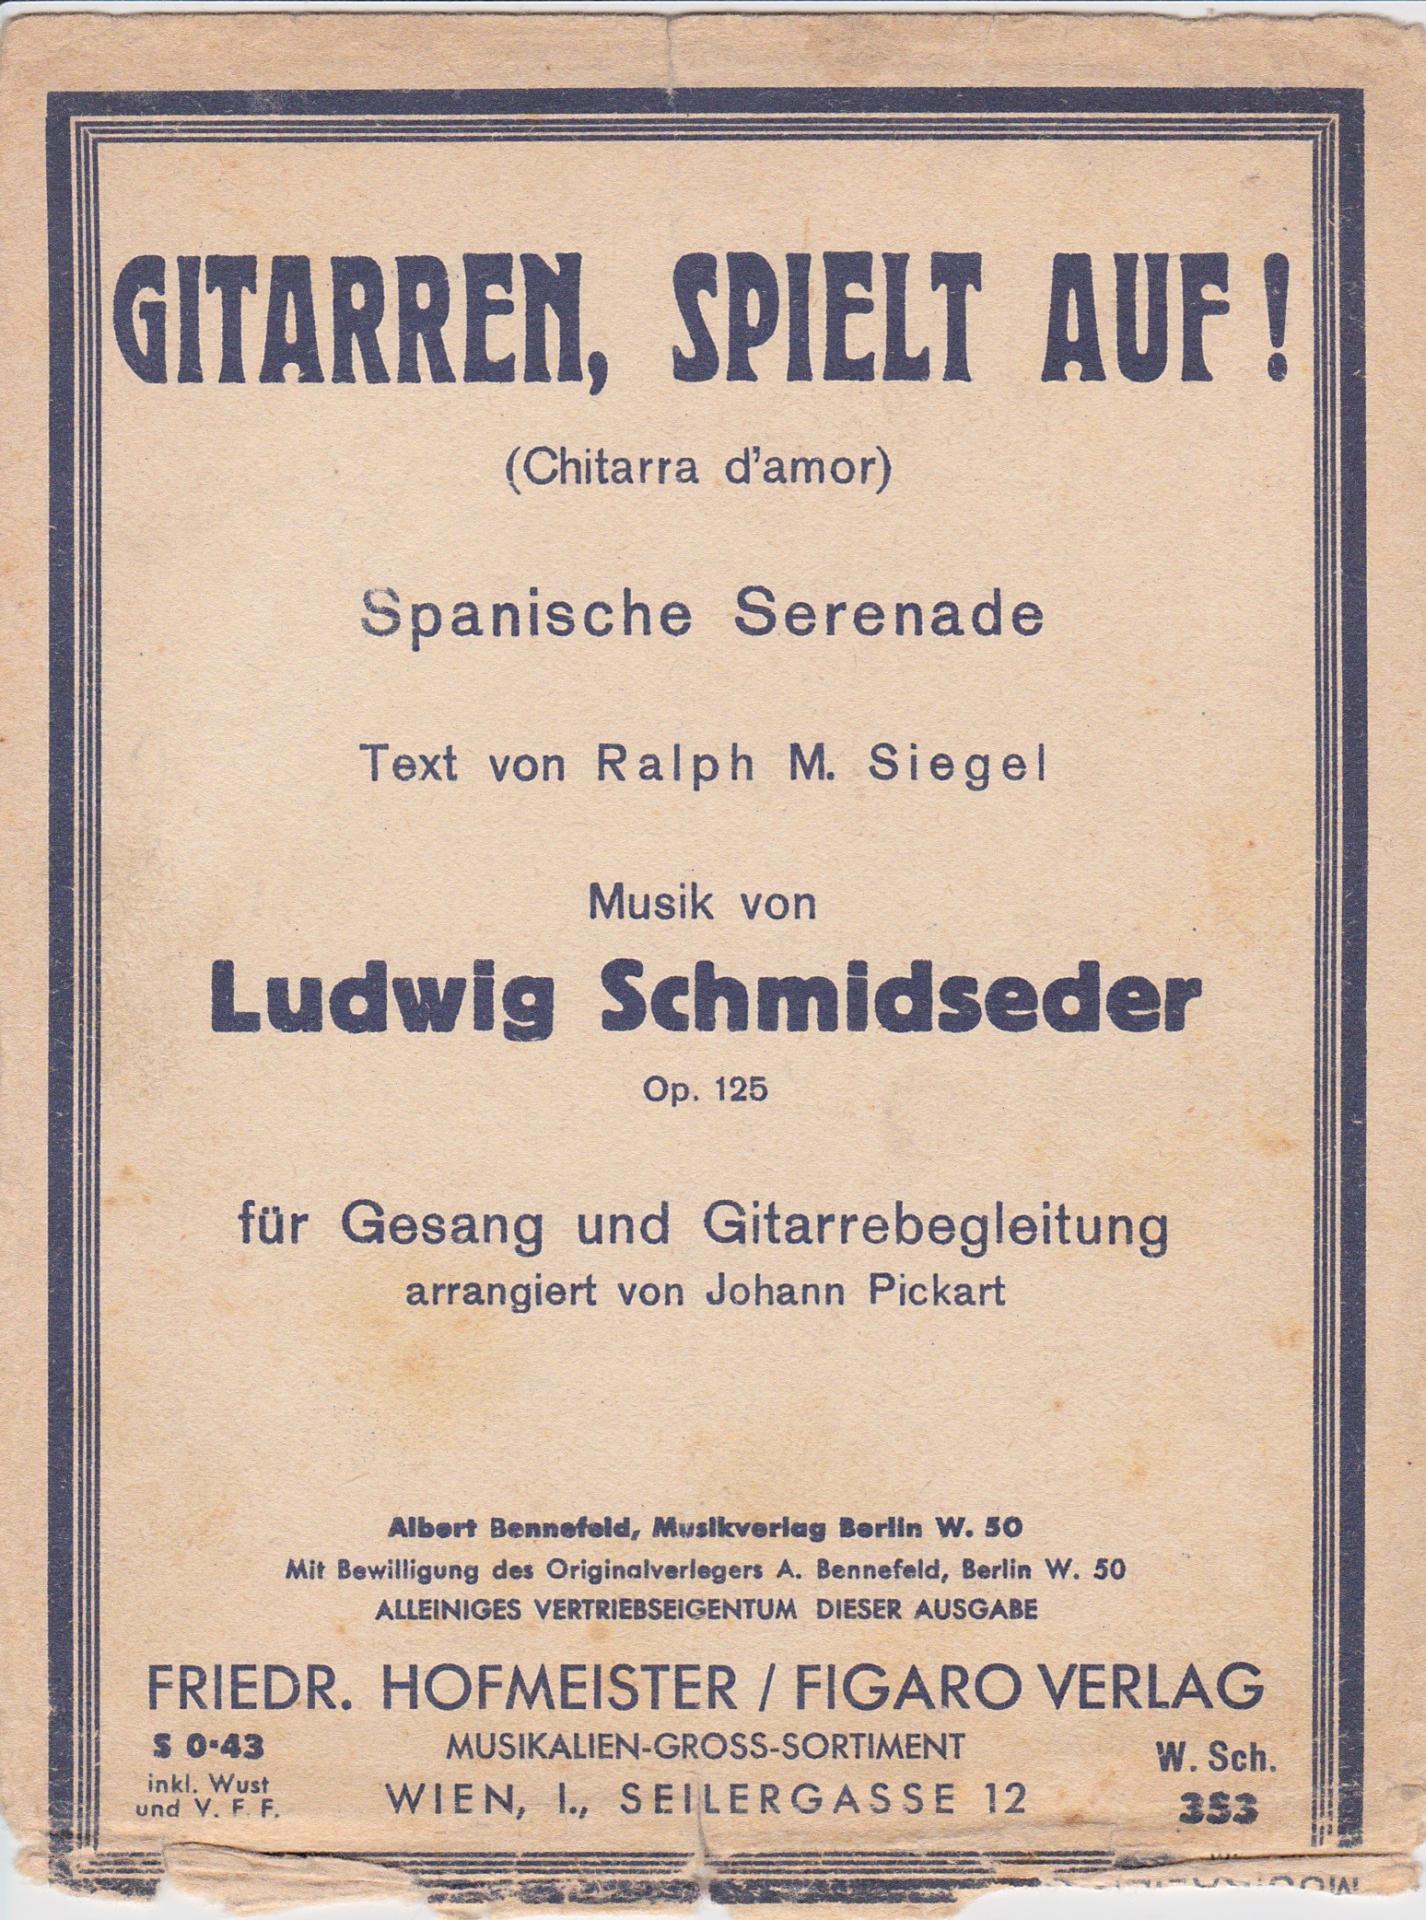 GITARREN, SPIELT AUF!
(Chitarra d'amor)
Spanische Serenade
Text von Ralph M. Siegel
Musik von
Ludwig Schmidseder
Op. 125
für Gesang und Gitarrebegleitung
arrangiert von Johann Pickart
Albert Bennefeld, Musikverlag Berlin W. 50
Mit Bewilligung des Originalverlegers A. Bennefeld, Berlin W. 50
ALLEINIGES VERTRIEBSEIGENTUM DIESER AUSGABE
FRIEDR. HOFMEISTER / FIGARO VERLAG
MUSIKALIEN-GROSS-SORTIMENT
WIEN, I., SEILERGASSE 12
S 0·43
inkl. Wust
und V. F. F.
W. Sch.
353